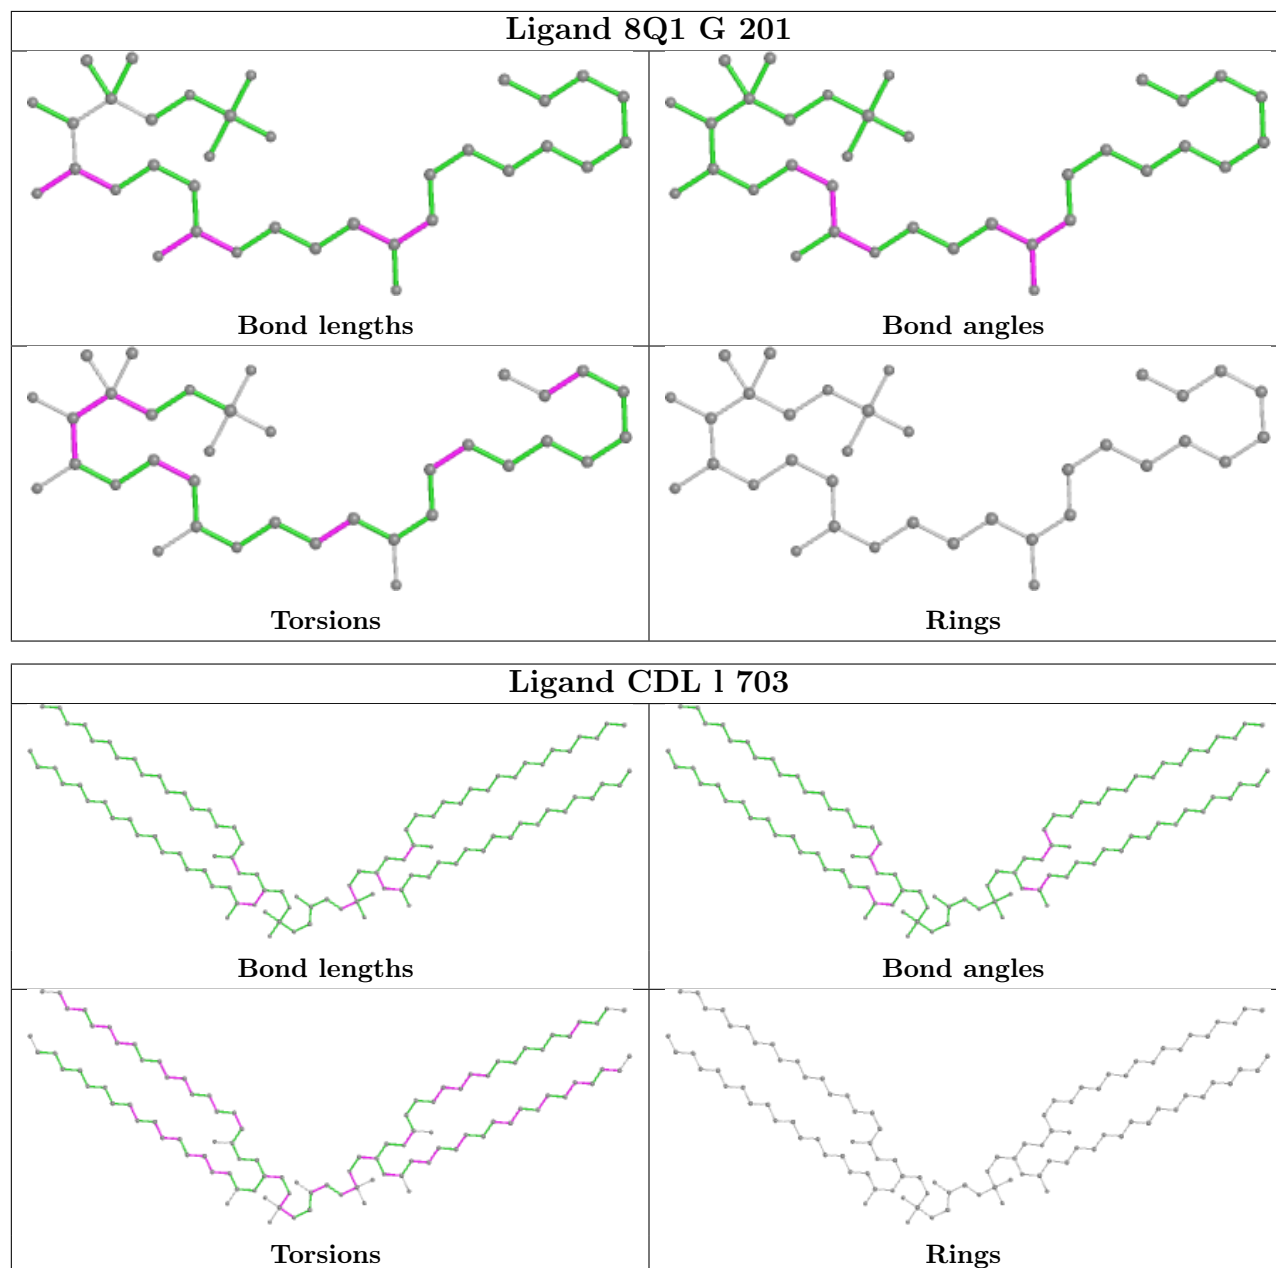 Ligand 8Q1 G 201
Bond lengths
Bond angles
Torsions
Rings
Ligand CDL l 703
Bond lengths
Bond angles
Torsions
Rings